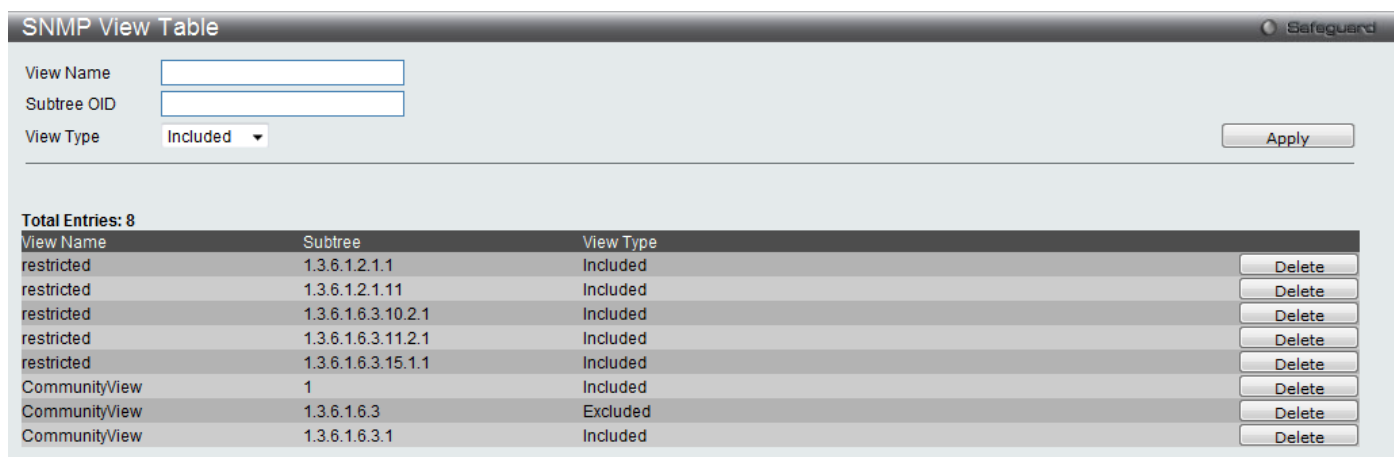 SNMP View Table Safeguard
View Name
Subtree OID
View Type Included Apply
Total Entries: 8
View Name Subtree View Type
restricted 1.3.6.1.2.1.1 Included Delete
restricted 1.3.6.1.2.1.11 Included Delete
restricted 1.3.6.1.6.3.10.2.1 Included Delete
restricted 1.3.6.1.6.3.11.2.1 Included Delete
restricted 1.3.6.1.6.3.15.1.1 Included Delete
CommunityView 1 Included Delete
CommunityView 1.3.6.1.6.3 Excluded Delete
CommunityView 1.3.6.1.6.3.1 Included Delete